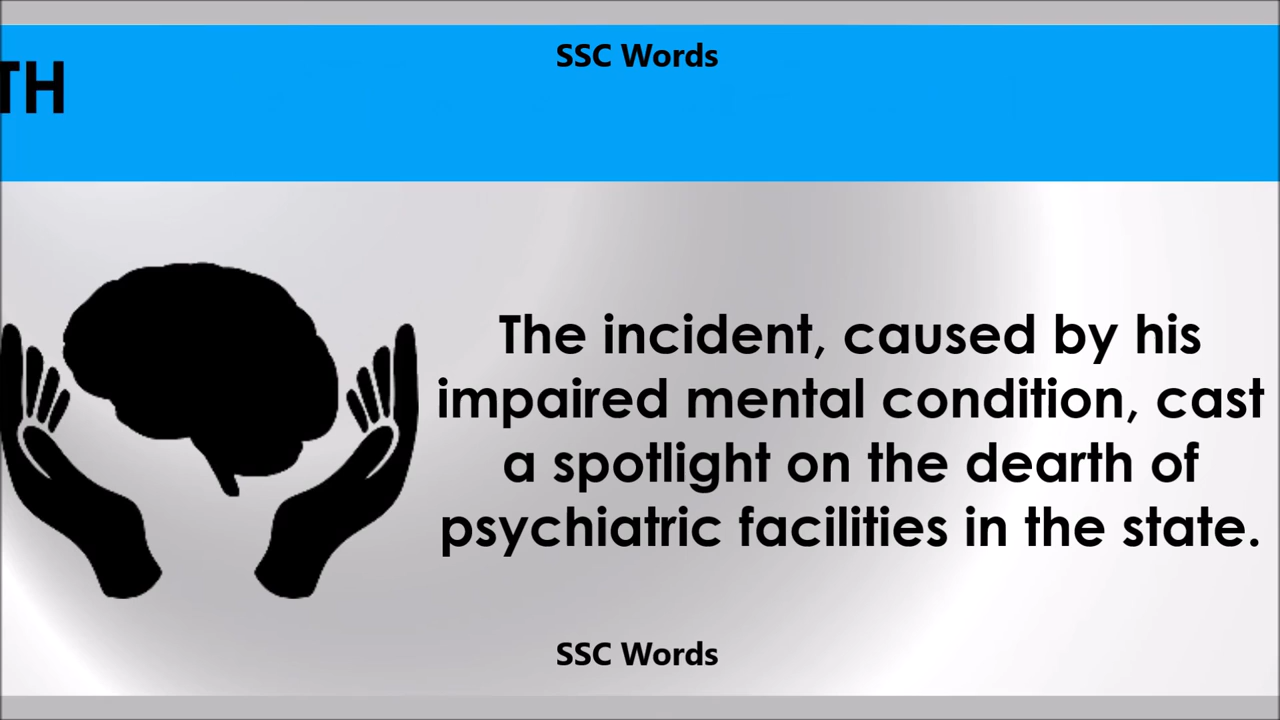 SSC Words
TH
The incident, caused by his
impaired mental condition, cast
a spotlight on the dearth of
psychiatric facilities in the state.
SSC Words